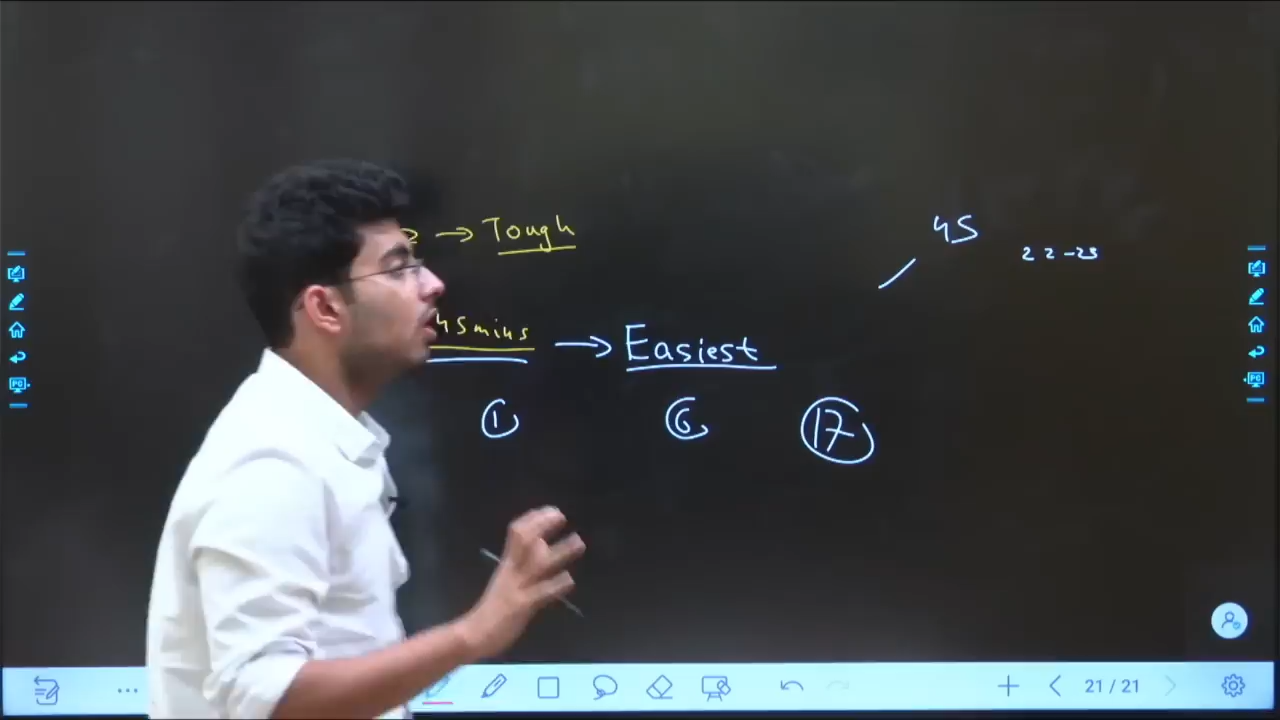 → Tough
45
22-23
45mins → Easiest
1 6 17
21 / 21